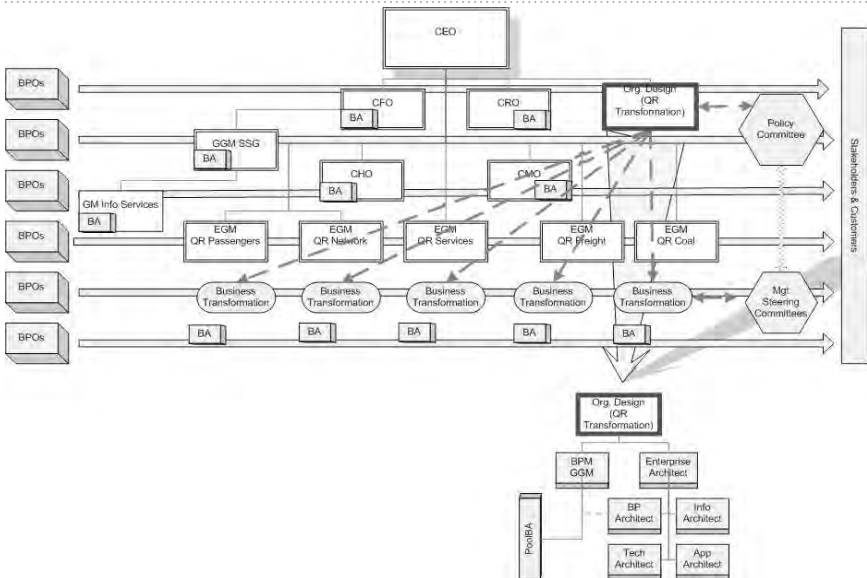 CEO
BPOs
CFO
BA
CRO
BA
Org. Design
(QR
Transformation)
Policy
Committee
BPOs
GGM SSG
BA
BPOs
CHO
BA
CMO
BA
GM Info Services
BA
BPOs
EGM
QR Passengers
EGM
QR Network
EGM
QR Services
EGM
QR Freight
EGM
QR Coal
BPOs
Business
Transformation
Business
Transformation
Business
Transformation
Business
Transformation
Business
Transformation
Mgt.
Steering
Committees
BPOs
BA
BA
BA
BA
BA
Stakeholders & Customers
Org. Design
(QR
Transformation)
BPM
GGM
Enterprise
Architect
PoolBA
BP
Architect
Info
Architect
Tech
Architect
App
Architect